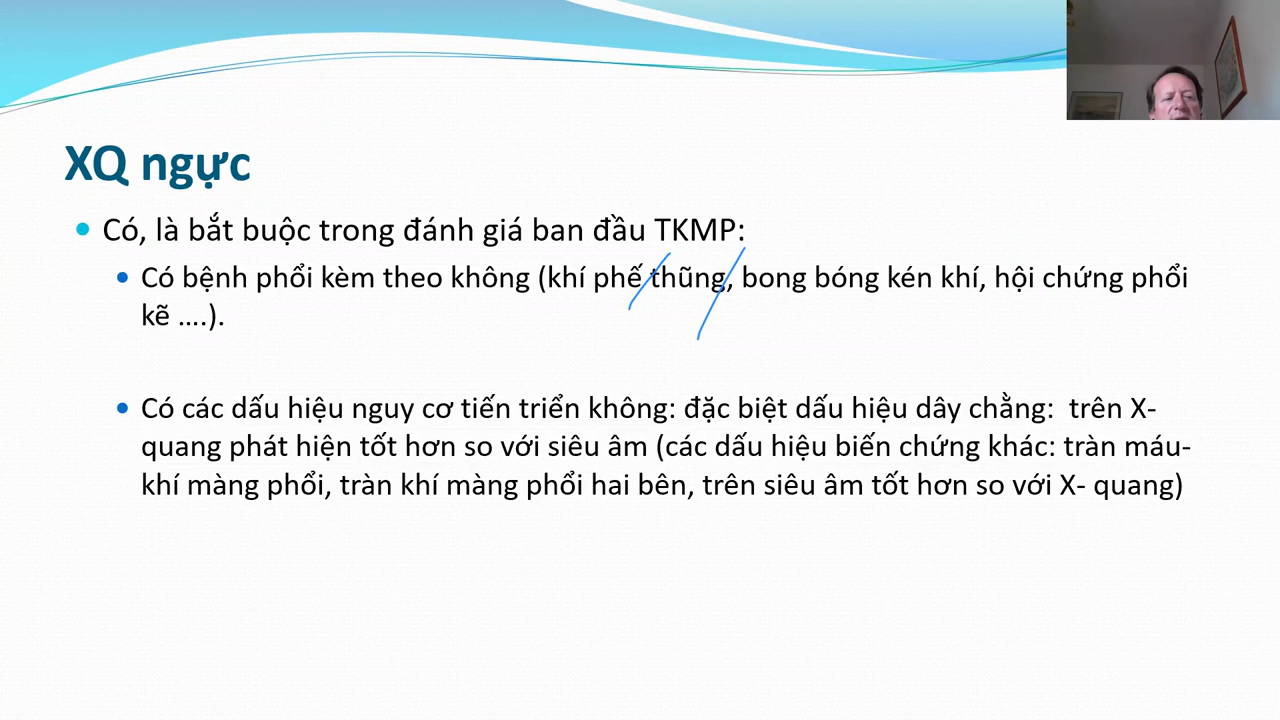 XQ ngực
Có, là bắt buộc trong đánh giá ban đầu TKMP:
Có bệnh phổi kèm theo không (khí phế thũng, bong bóng kén khí, hội chứng phổi
kẽ ....).
Có các dấu hiệu nguy cơ tiến triển không: đặc biệt dấu hiệu dây chằng: trên X-
quang phát hiện tốt hơn so với siêu âm (các dấu hiệu biến chứng khác: tràn máu-
khí màng phổi, tràn khí màng phổi hai bên, trên siêu âm tốt hơn so với X- quang)